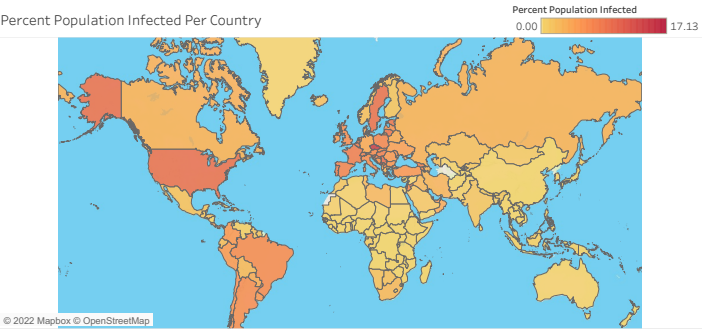 Percent Population Infected Per Country
Percent Population Infected
0.00 17.13
© 2022 Mapbox © OpenStreetMap